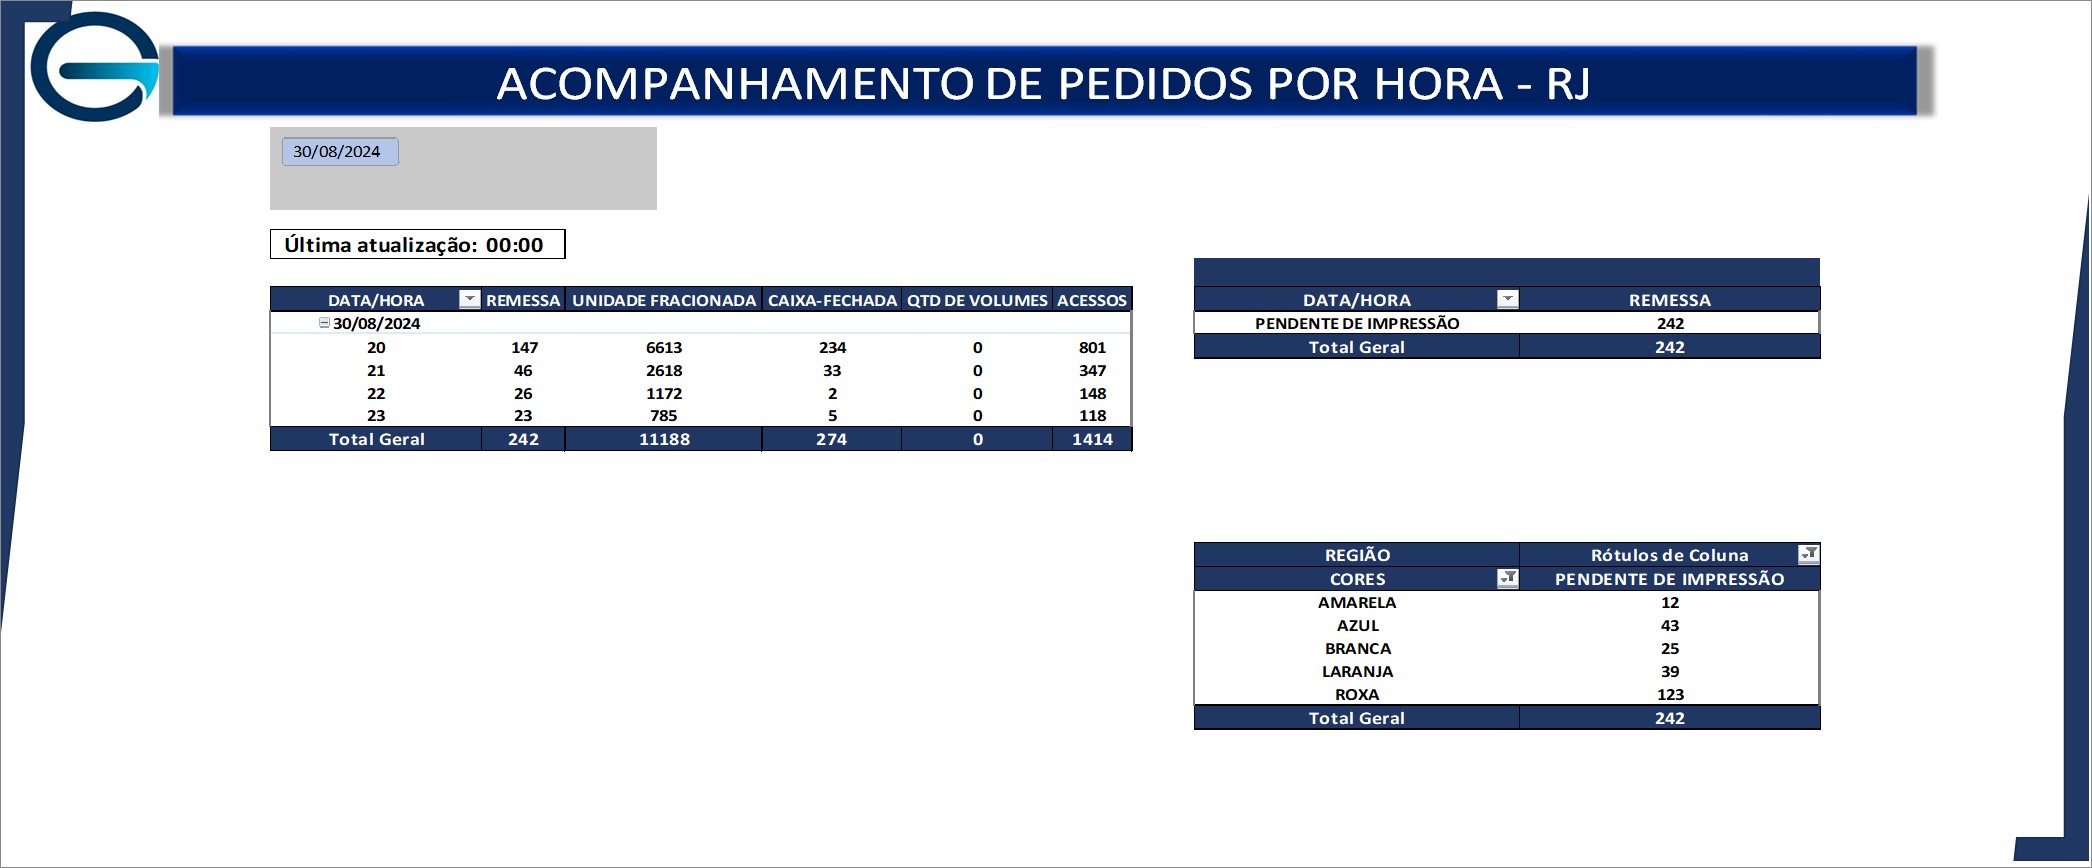 ACOMPANHAMENTO DE PEDIDOS POR HORA - RJ
30/08/2024
Última atualização: 00:00
DATA/HORA REMESSA UNIDADE FRACIONADA CAIXA-FECHADA QTD DE VOLUMES ACESSOS
30/08/2024
20 147 6613 234 0 801
21 46 2618 33 0 347
22 26 1172 2 0 148
23 23 785 5 0 118
Total Geral 242 11188 274 0 1414
DATA/HORA REMESSA
PENDENTE DE IMPRESSÃO 242
Total Geral 242
REGIÃO Rótulos de Coluna
CORES PENDENTE DE IMPRESSÃO
AMARELA 12
AZUL 43
BRANCA 25
LARANJA 39
ROXA 123
Total Geral 242